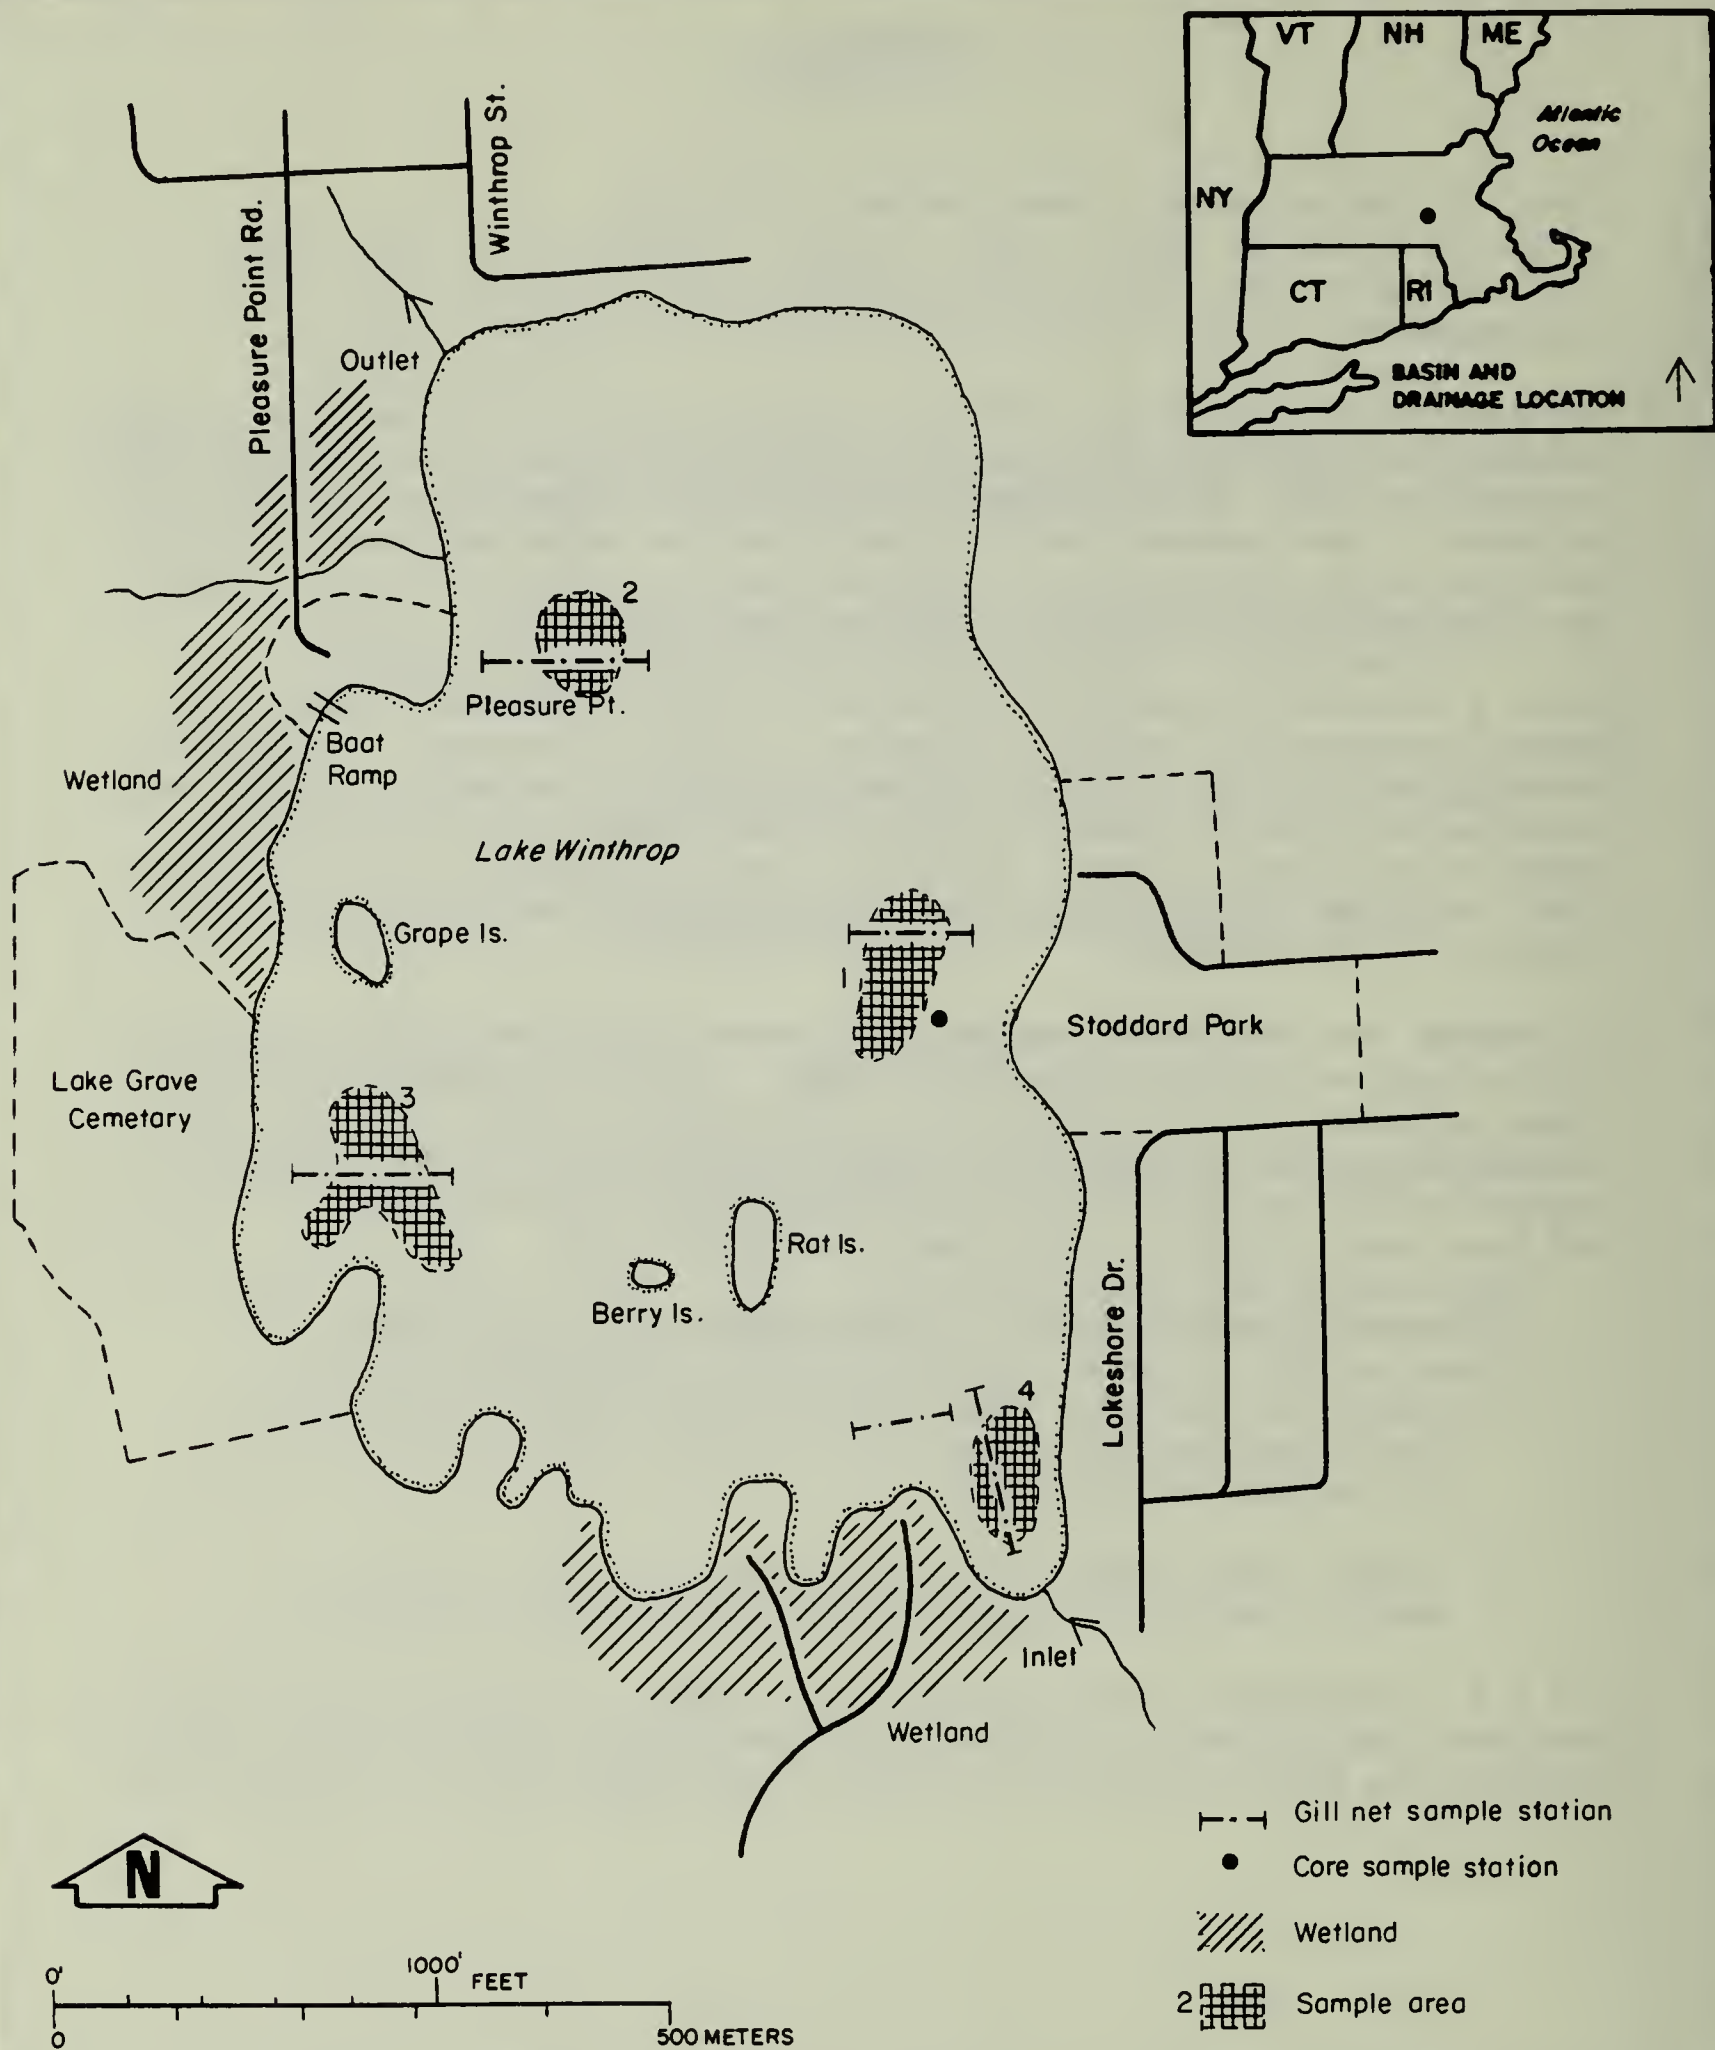 VT
NH
ME
Atlantic
Ocean
NY
CT
RI
BASIN AND
DRAINAGE LOCATION
Winthrop St.
Pleasure Point Rd.
Outlet
2
Pleasure Pt.
Boat
Ramp
Wetland
Lake Winthrop
Grape Is.
1
Stoddard Park
Lake Grave
Cemetary
3
Rat Is.
Berry Is.
Lakeshore Dr.
4
Inlet
Wetland
Gill net sample station
Core sample station
Wetland
2 Sample area
N
0' 1000' FEET
0 500 METERS